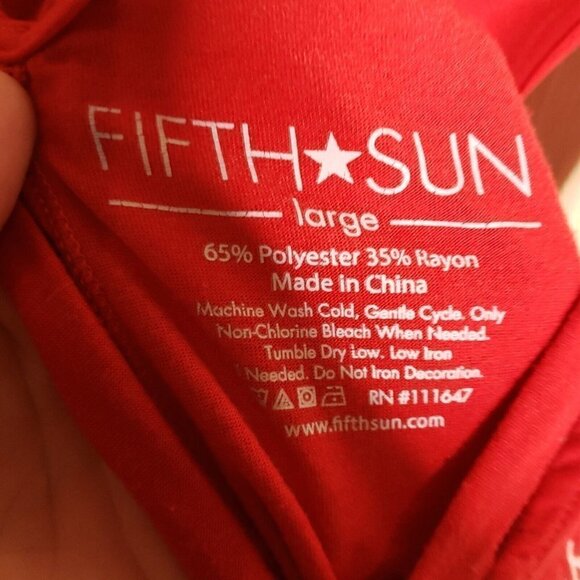 FIFTH★SUN
large
65% Polyester 35% Rayon
Made in China
Machine Wash Cold, Gentle Cycle. Only
Non-Chlorine Bleach When Needed.
Tumble Dry Low. Low Iron
Needed. Do Not Iron Decoration.
RN #111647
www.fifthsun.com